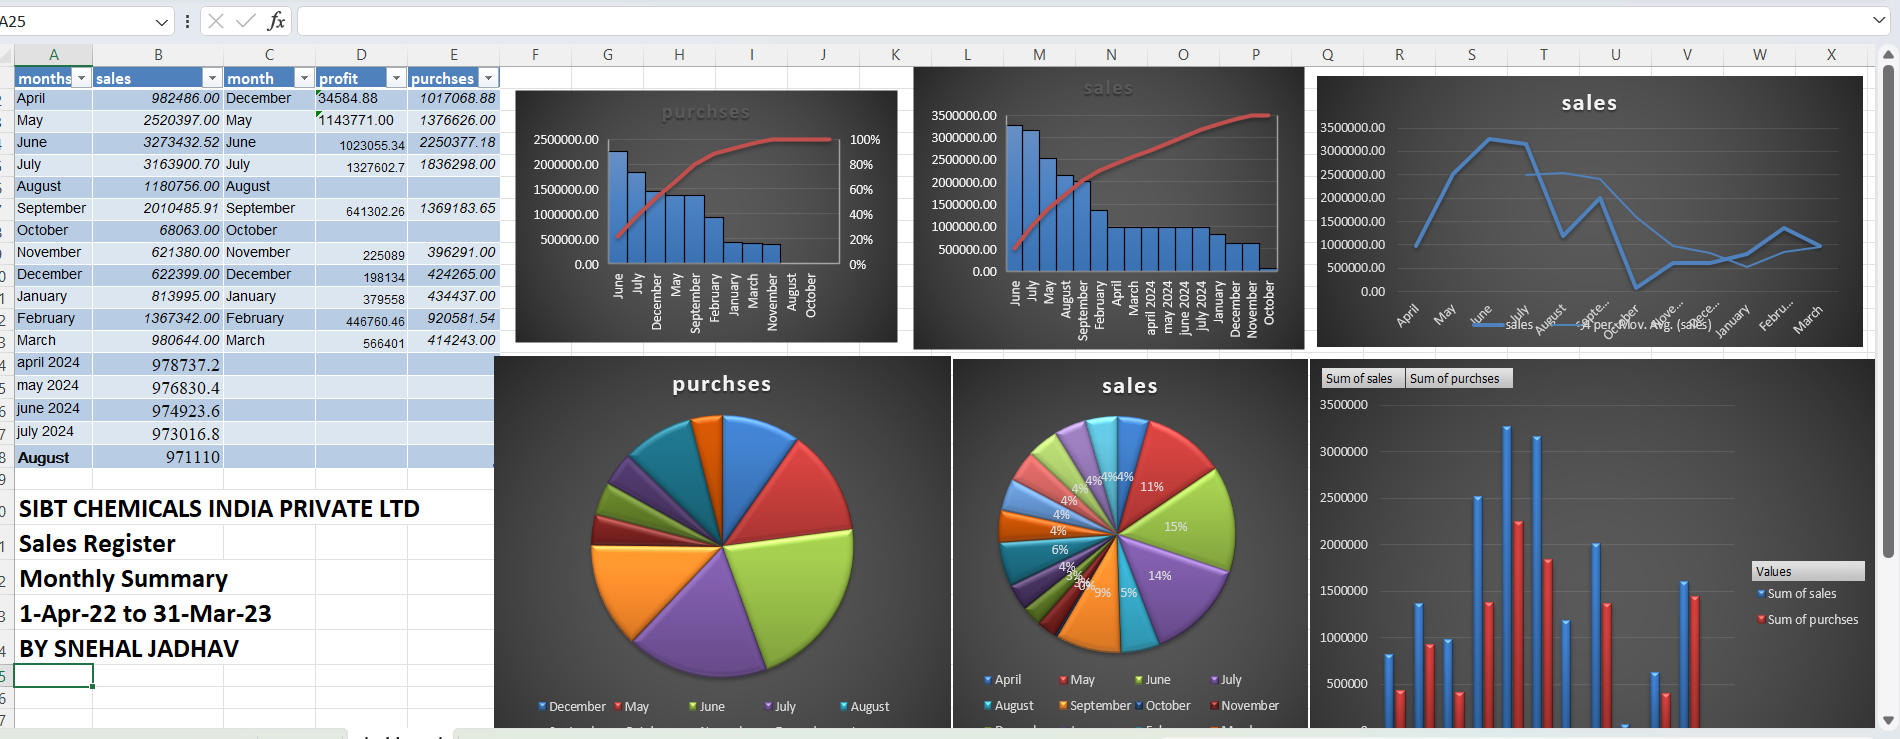 A25
fx
A B C D E F G H I J K L M N O P Q R S T U V W X
months sales month profit purchses
April 982486.00 December 34584.88 1017068.88
May 2520397.00 May 1143771.00 1376626.00
June 3273432.52 June 1023055.34 2250377.18
July 3163900.70 July 1327602.7 1836298.00
August 1180756.00 August
September 2010485.91 September 641302.26 1369183.65
October 68063.00 October
November 621380.00 November 225089 396291.00
December 622399.00 December 198134 424265.00
January 813995.00 January 379558 434437.00
February 1367342.00 February 446760.46 920581.54
March 980644.00 March 566401 414243.00
april 2024 978737.2
may 2024 976830.4
june 2024 974923.6
july 2024 973016.8
August 971110
SIBT CHEMICALS INDIA PRIVATE LTD
Sales Register
Monthly Summary
1-Apr-22 to 31-Mar-23
BY SNEHAL JADHAV
purchses
2500000.00 100%
2000000.00 80%
1500000.00 60%
1000000.00 40%
500000.00 20%
0.00 0%
June July December May September February January March November August October
sales
3500000.00
3000000.00
2500000.00
2000000.00
1500000.00
1000000.00
500000.00
0.00
June July May August September February April March april 2024 may 2024 june 2024 july 2024 January December November October
sales
3500000.00
3000000.00
2500000.00
2000000.00
1500000.00
1000000.00
500000.00
0.00
April May June July August Septe... October Nove... Dece... January Febru... March
sales 4 per. Mov. Avg. (sales)
purchses
December May June July August
sales
4% 11% 15% 14% 5% 9% 0% 3% 3% 4% 6% 4% 4% 4% 4% 4% 4%
April May June July
August September October November
Sum of sales Sum of purchses
3500000
3000000
2500000
2000000
1500000
1000000
500000
Values
Sum of sales
Sum of purchses